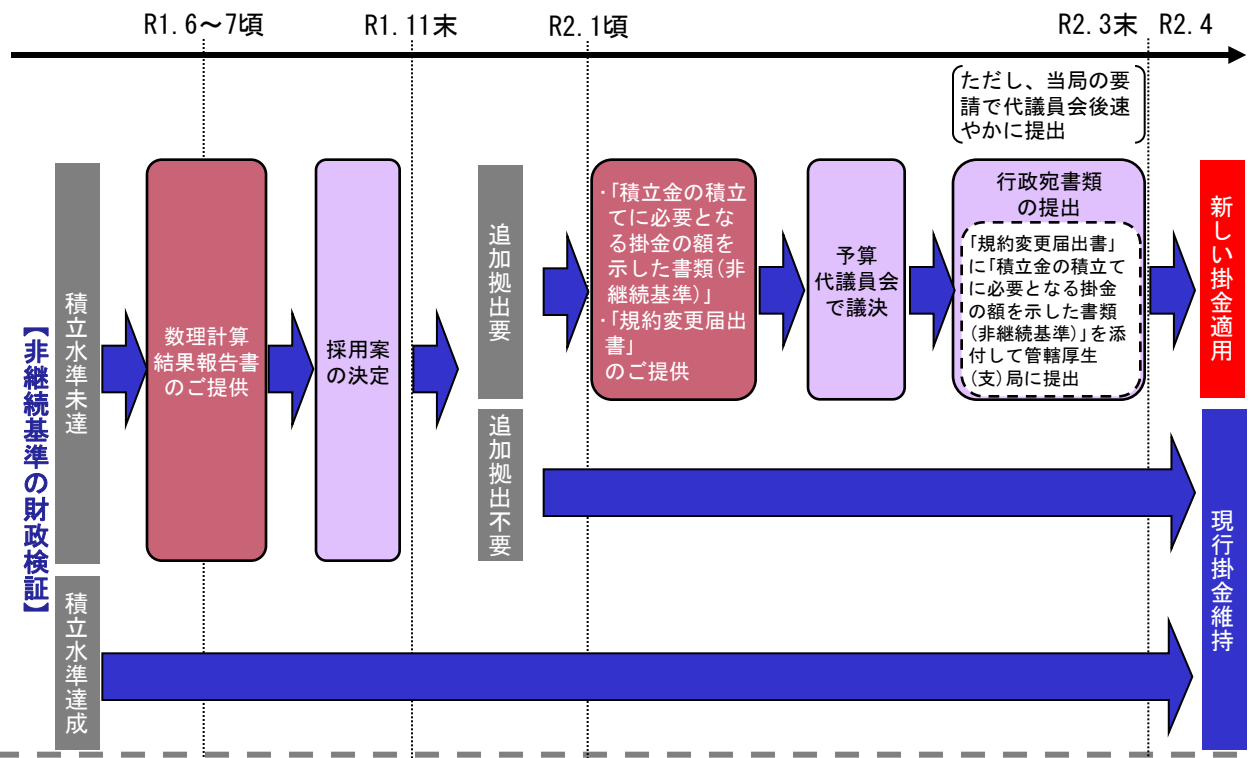 R1. 6～7頃
R1. 11末
R2. 1頃
R2. 3末
R2. 4
ただし、当局の要
請で代議員会後速
やかに提出
【非継続基準の財政検証】
積立水準未達
数理計算
結果報告書
のご提供
採用案
の決定
追加拠出要
・「積立金の積立
てに必要とな
る掛金の額を
示した書類(非
継続基準)」
・「規約変更届出
書」
のご提供
予算
代議員会
で議決
行政宛書類
の提出
「規約変更届出書」
に「積立金の積立て
に必要となる掛金
の額を示した書類
(非継続基準)」を添
付して管轄厚生
(支)局に提出
新しい掛金適用
追加拠出不要
現行掛金維持
積立水準達成